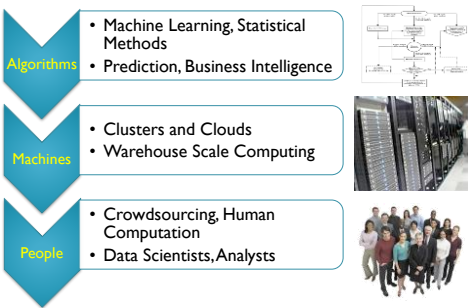 Algorithms
• Machine Learning, Statistical
Methods
• Prediction, Business Intelligence
Machines
• Clusters and Clouds
• Warehouse Scale Computing
People
• Crowdsourcing, Human
Computation
• Data Scientists, Analysts